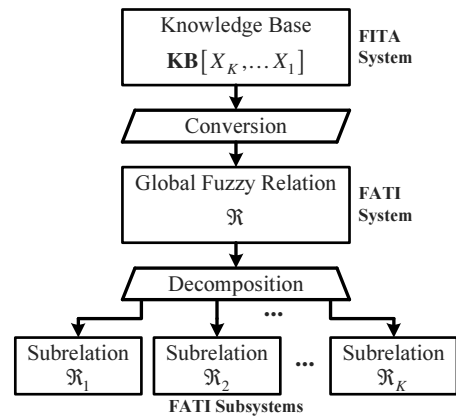 Knowledge Base
KB[X_K,…X_1]
FITA
System
Conversion
Global Fuzzy Relation
ℜ
FATI
System
Decomposition
...
Subrelation
ℜ_1
Subrelation
ℜ_2
...
Subrelation
ℜ_K
FATI Subsystems